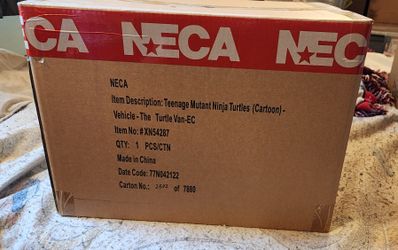 CA NECA NEC
NECA
Item Description: Teenage Mutant Ninja Turtles (Cartoon) -
Vehicle - The Turtle Van-EC
Item No: #XN54287
QTY: 1 PCS/CTN
Made in China
Date Code: 77N042122
Carton No.: of 7880